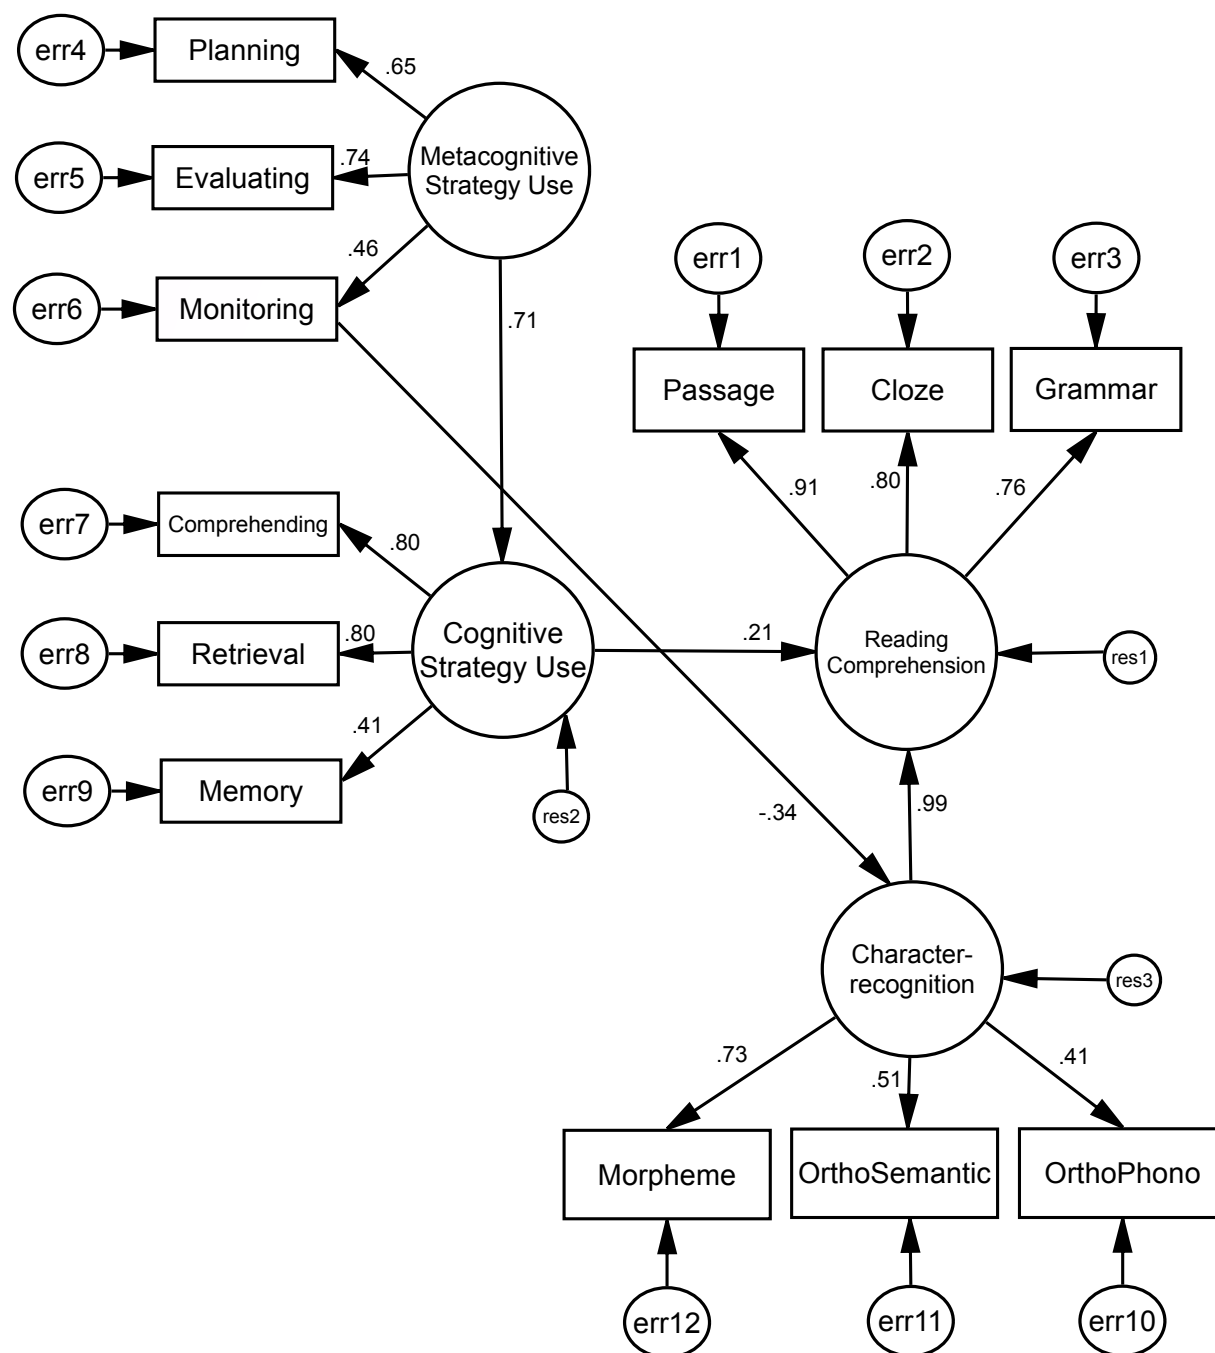 err4
Planning
.65
Metacognitive
Strategy Use
err5
Evaluating
.74
err6
Monitoring
.46
.71
err1
err2
err3
Passage
Cloze
Grammar
.91
.80
.76
err7
Comprehending
.80
err8
Retrieval
.80
Cognitive
Strategy Use
.21
Reading
Comprehension
res1
err9
Memory
.41
res2
-.34
.99
Character-
recognition
res3
.73
.51
.41
Morpheme
OrthoSemantic
OrthoPhono
err12
err11
err10